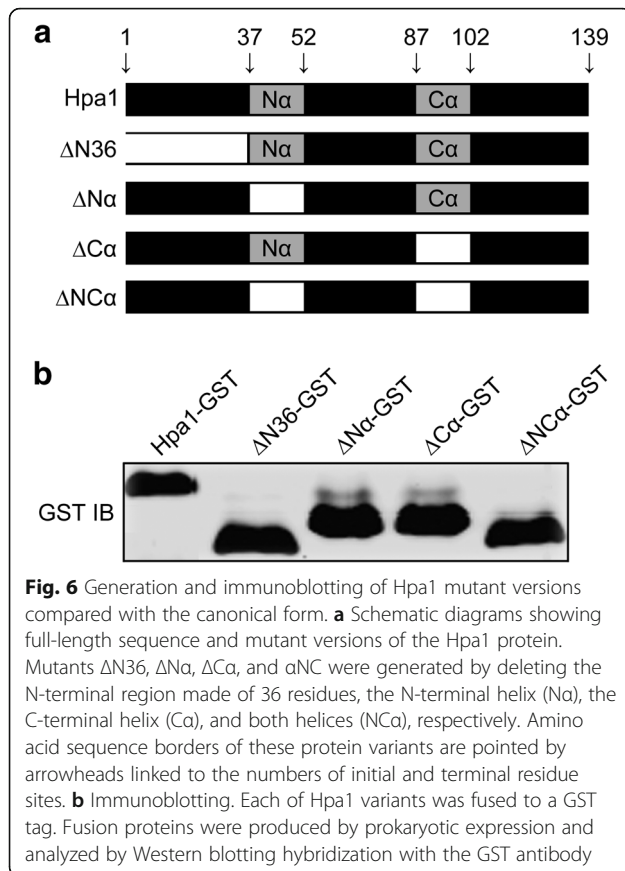 a
1 37 52 87 102 139
↓ ↓ ↓ ↓ ↓ ↓
Hpa1 Nα Cα
ΔN36 Nα Cα
ΔNα Cα
ΔCα Nα
ΔNCα
b
Hpa1-GST ΔN36-GST ΔNα-GST ΔCα-GST ΔNCα-GST
GST IB
Fig. 6 Generation and immunoblotting of Hpa1 mutant versions
compared with the canonical form. a Schematic diagrams showing
full-length sequence and mutant versions of the Hpa1 protein.
Mutants ΔN36, ΔNα, ΔCα, and αNC were generated by deleting the
N-terminal region made of 36 residues, the N-terminal helix (Nα), the
C-terminal helix (Cα), and both helices (NCα), respectively. Amino
acid sequence borders of these protein variants are pointed by
arrowheads linked to the numbers of initial and terminal residue
sites. b Immunoblotting. Each of Hpa1 variants was fused to a GST
tag. Fusion proteins were produced by prokaryotic expression and
analyzed by Western blotting hybridization with the GST antibody